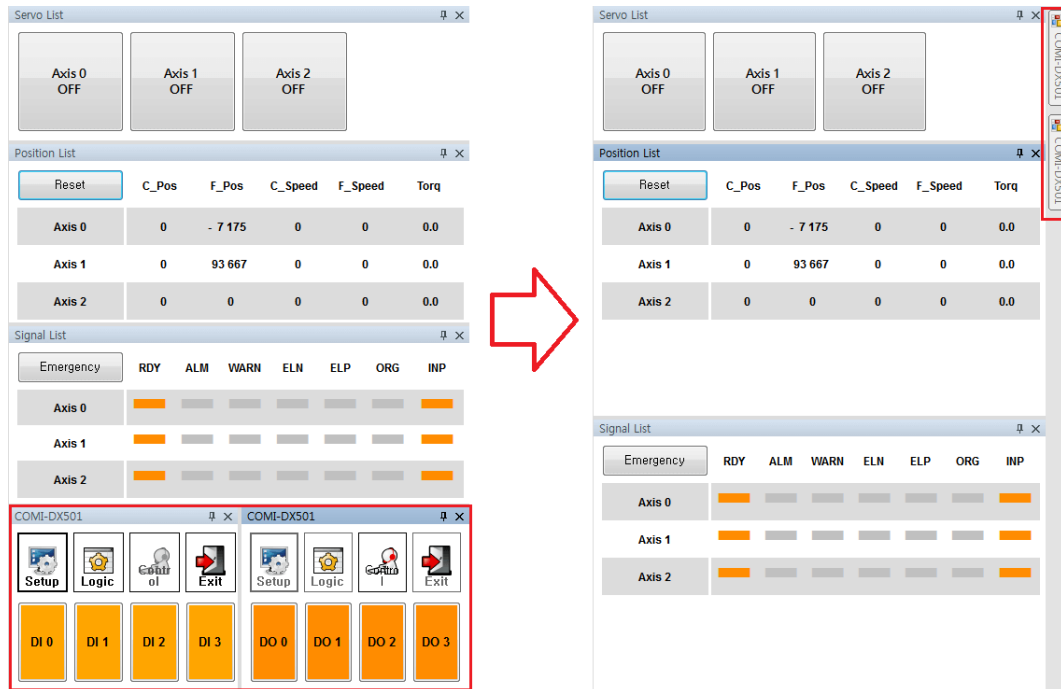 Servo List
Axis 0
OFF
Axis 1
OFF
Axis 2
OFF
Position List
Reset C_Pos F_Pos C_Speed F_Speed Torq
Axis 0 0 - 7 175 0 0 0.0
Axis 1 0 93 667 0 0 0.0
Axis 2 0 0 0 0 0.0
Signal List
Emergency RDY ALM WARN ELN ELP ORG INP
Axis 0
Axis 1
Axis 2
COMI-DX501
Setup Logic Contr
ol
Exit
DI 0 DI 1 DI 2 DI 3
COMI-DX501
Setup Logic Contro
l
Exit
DO 0 DO 1 DO 2 DO 3
Servo List
Axis 0
OFF
Axis 1
OFF
Axis 2
OFF
Position List
Reset C_Pos F_Pos C_Speed F_Speed Torq
Axis 0 0 - 7 175 0 0 0.0
Axis 1 0 93 667 0 0 0.0
Axis 2 0 0 0 0 0.0
Signal List
Emergency RDY ALM WARN ELN ELP ORG INP
Axis 0
Axis 1
Axis 2
COMI-DX501
COMI-DX501